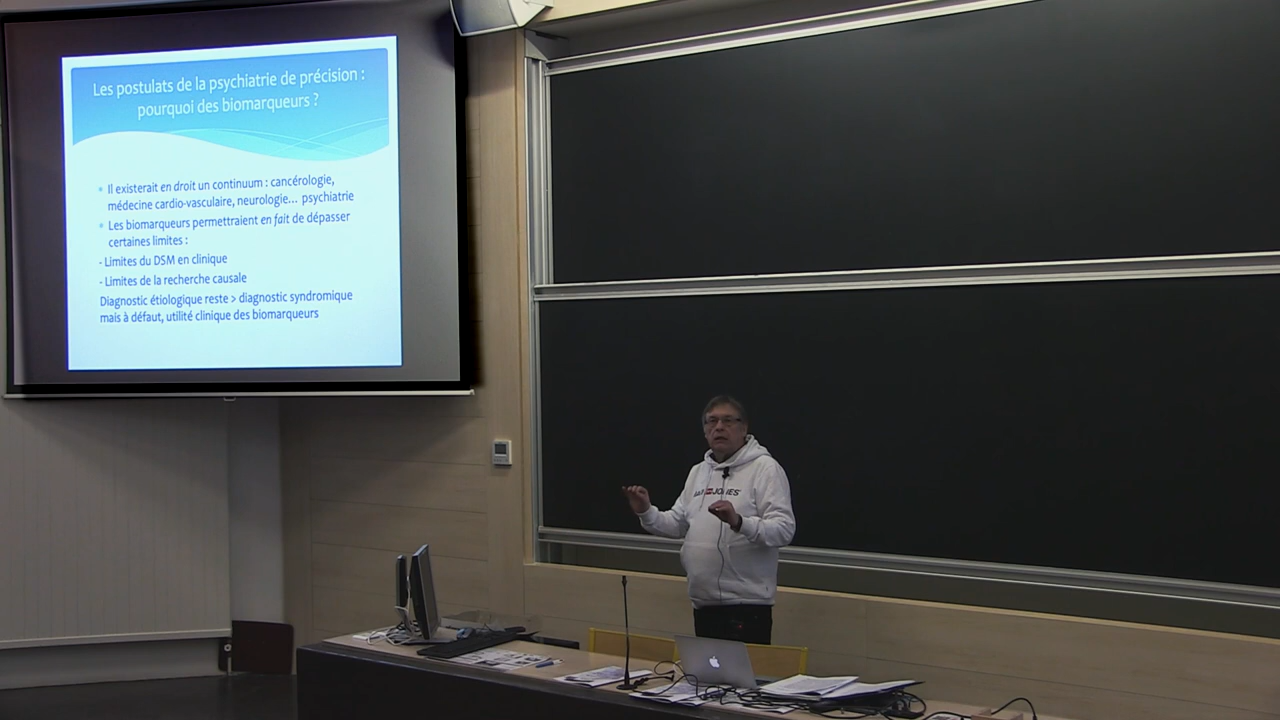 Les postulats de la psychiatrie de précision :
pourquoi des biomarqueurs ?
Il existerait en droit un continuum : cancérologie,
médecine cardio-vasculaire, neurologie... psychiatrie
Les biomarqueurs permettraient en fait de dépasser
certaines limites :
- Limites du DSM en clinique
- Limites de la recherche causale
Diagnostic étiologique reste > diagnostic syndromique
mais à défaut, utilité clinique des biomarqueurs